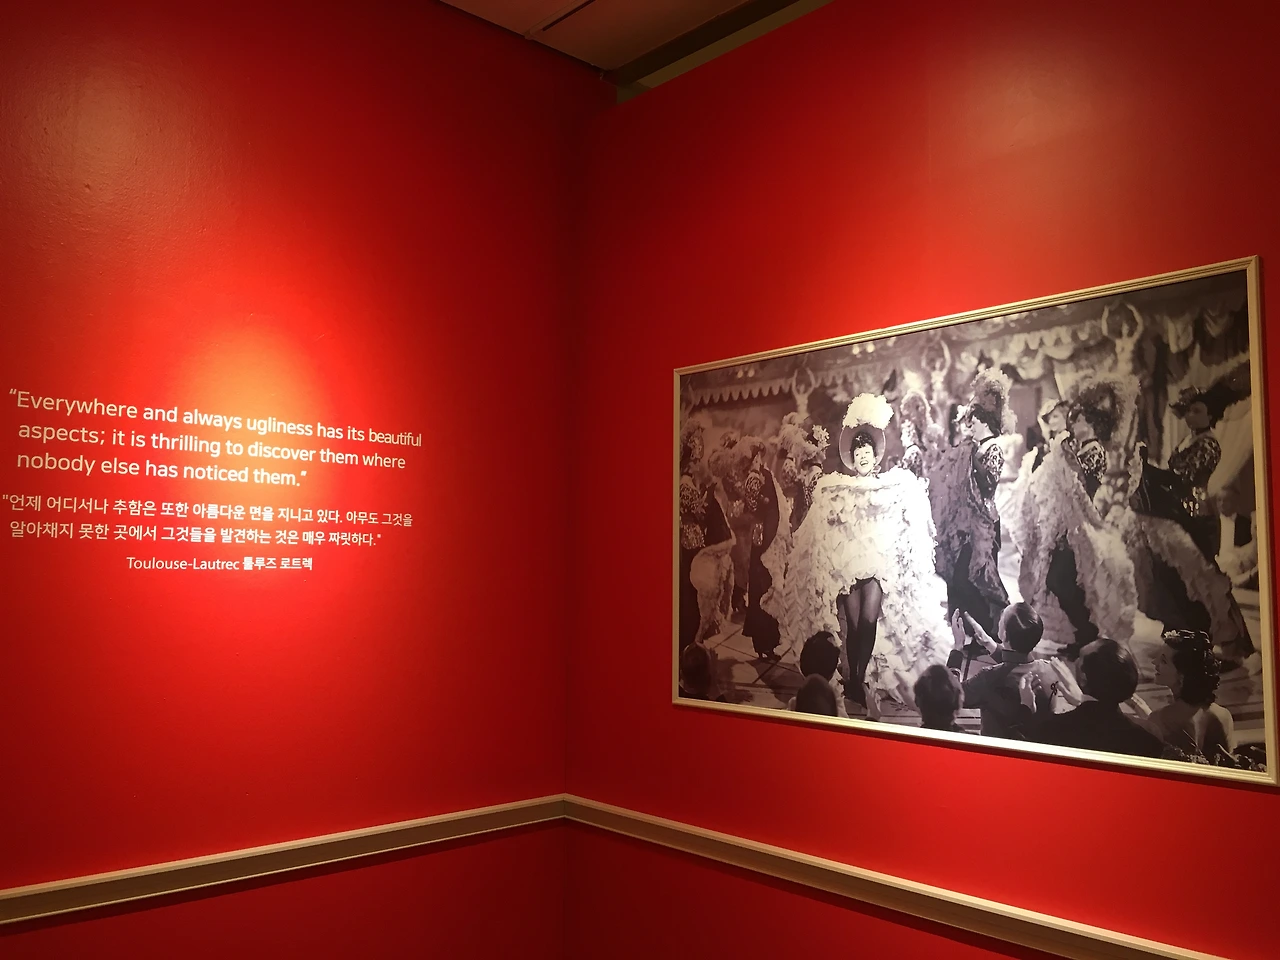 “Everywhere and always ugliness has its beautiful
aspects; it is thrilling to discover them where
nobody else has noticed them.”
"언제 어디서나 추함은 또한 아름다운 면을 지니고 있다. 아무도 그것을
알아채지 못한 곳에서 그것들을 발견하는 것은 매우 짜릿하다."
Toulouse-Lautrec 툴루즈 로트렉